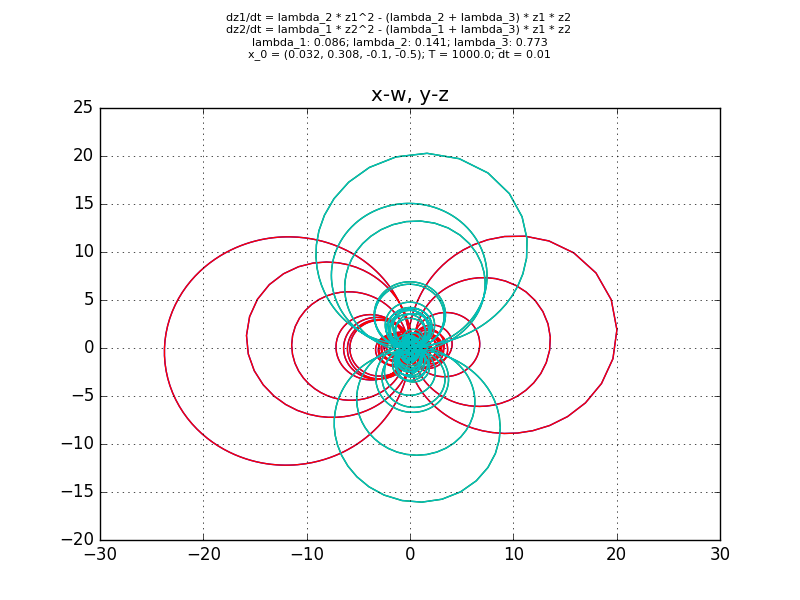 dz1/dt = lambda_2 * z1^2 - (lambda_2 + lambda_3) * z1 * z2
dz2/dt = lambda_1 * z2^2 - (lambda_1 + lambda_3) * z1 * z2
lambda_1: 0.086; lambda_2: 0.141; lambda_3: 0.773
x_0 = (0.032, 0.308, -0.1, -0.5); T = 1000.0; dt = 0.01
x-w, y-z
25
20
15
10
5
0
−5
−10
−15
−20
−30 −20 −10 0 10 20 30